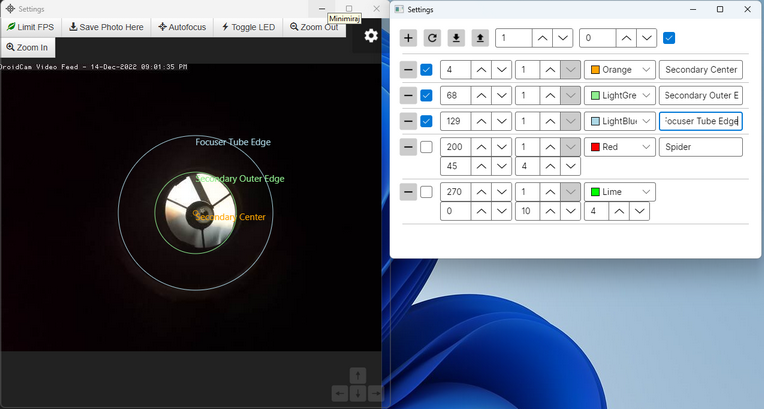 Settings
Minimiraj
Limit FPS Save Photo Here Autofocus Toggle LED Zoom Out
Zoom In
DroidCam Video Feed - 14-Dec-2022 09:01:35 PM
Focuser Tube Edge
Secondary Outer Edge
Secondary Center
Settings
1 0
4 1 Orange Secondary Center
68 1 LightGre Secondary Outer E
129 1 LightBlu Focuser Tube Edge
200 1 Red Spider
45 4
270 1 Lime
0 10 4